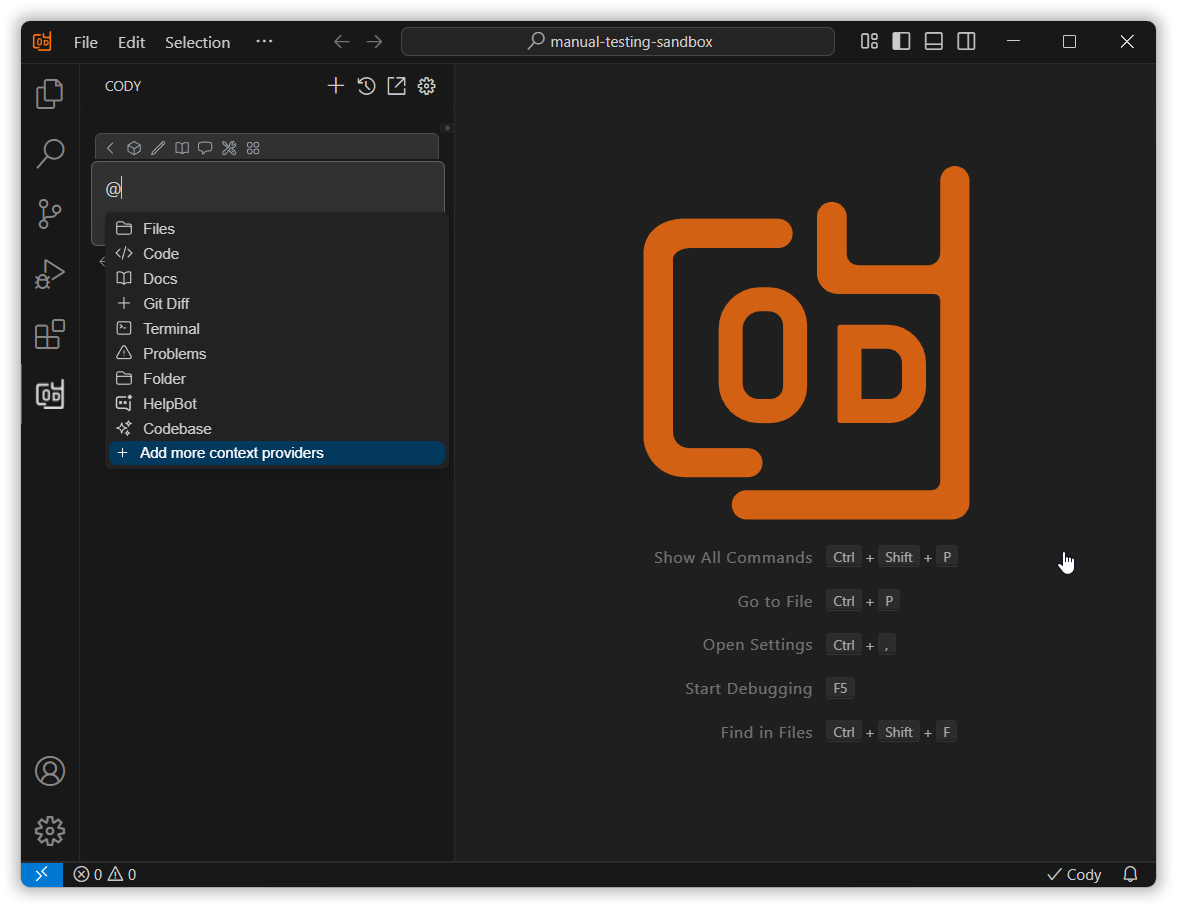 File Edit Selection ··· manual-testing-sandbox
CODY
@
Files
Code
Docs
Git Diff
Terminal
Problems
Folder
HelpBot
Codebase
Add more context providers
OD
Show All Commands Ctrl + Shift + P
Go to File Ctrl + P
Open Settings Ctrl + ,
Start Debugging F5
Find in Files Ctrl + Shift + F
0 0 Cody